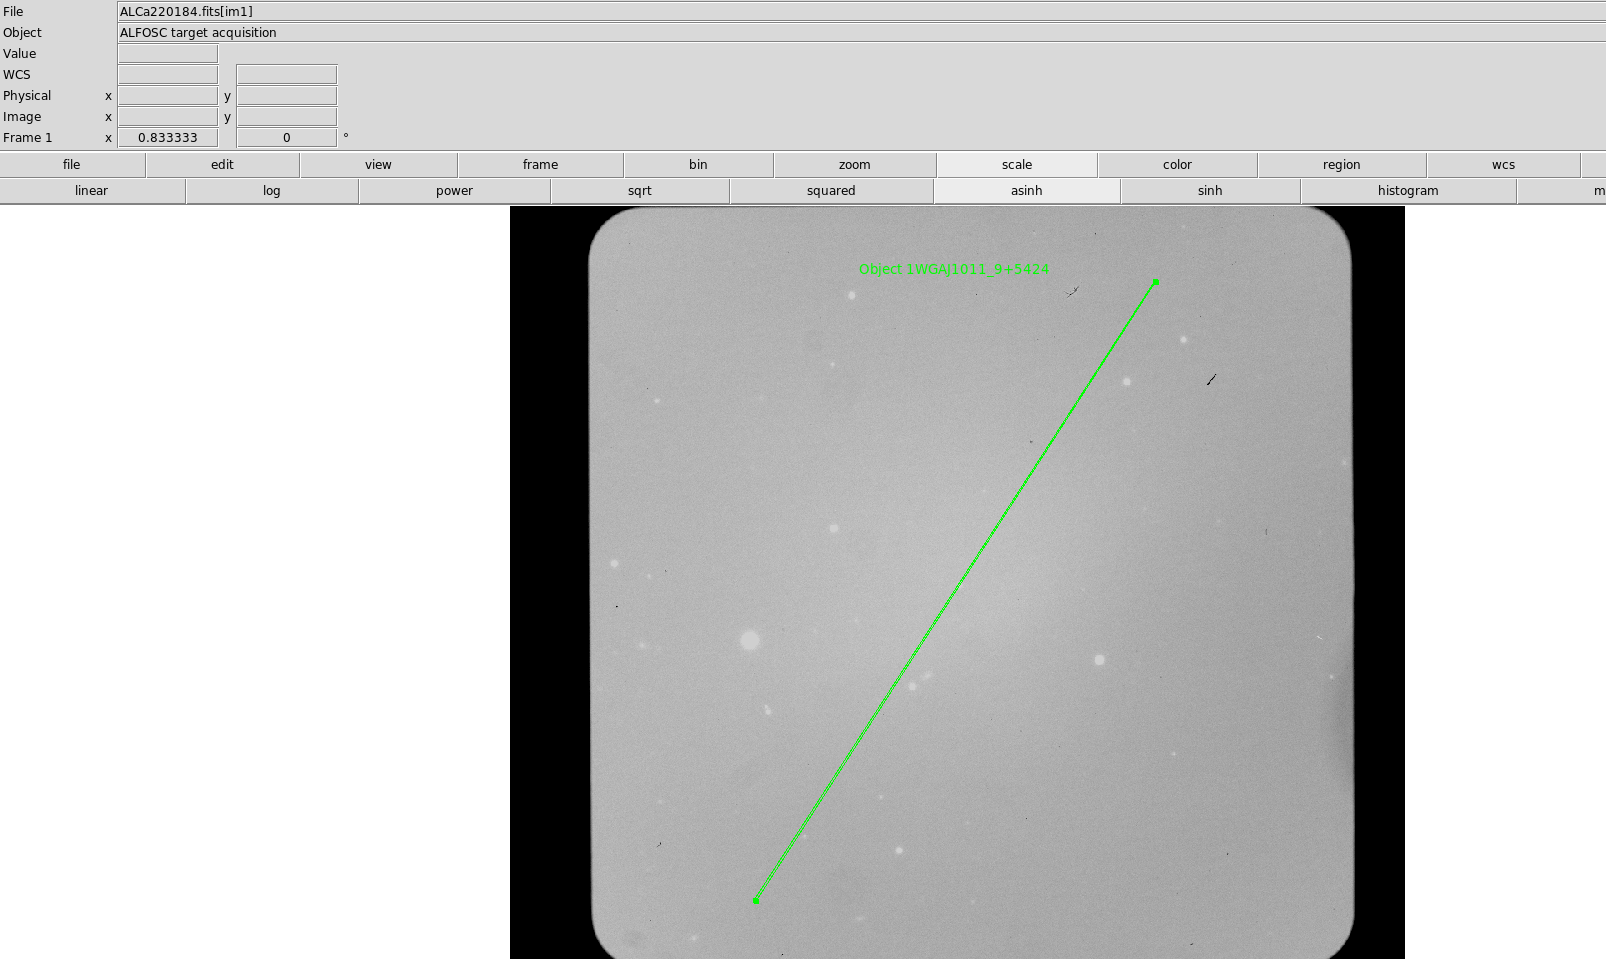 File ALCa220184.fits[im1]
Object ALFOSC target acquisition
Value
WCS
Physical x y
Image x y
Frame 1 x 0.833333 0 °
file edit view frame bin zoom scale color region wcs
linear log power sqrt squared asinh sinh histogram m
Object 1WGAJ1011_9+5424